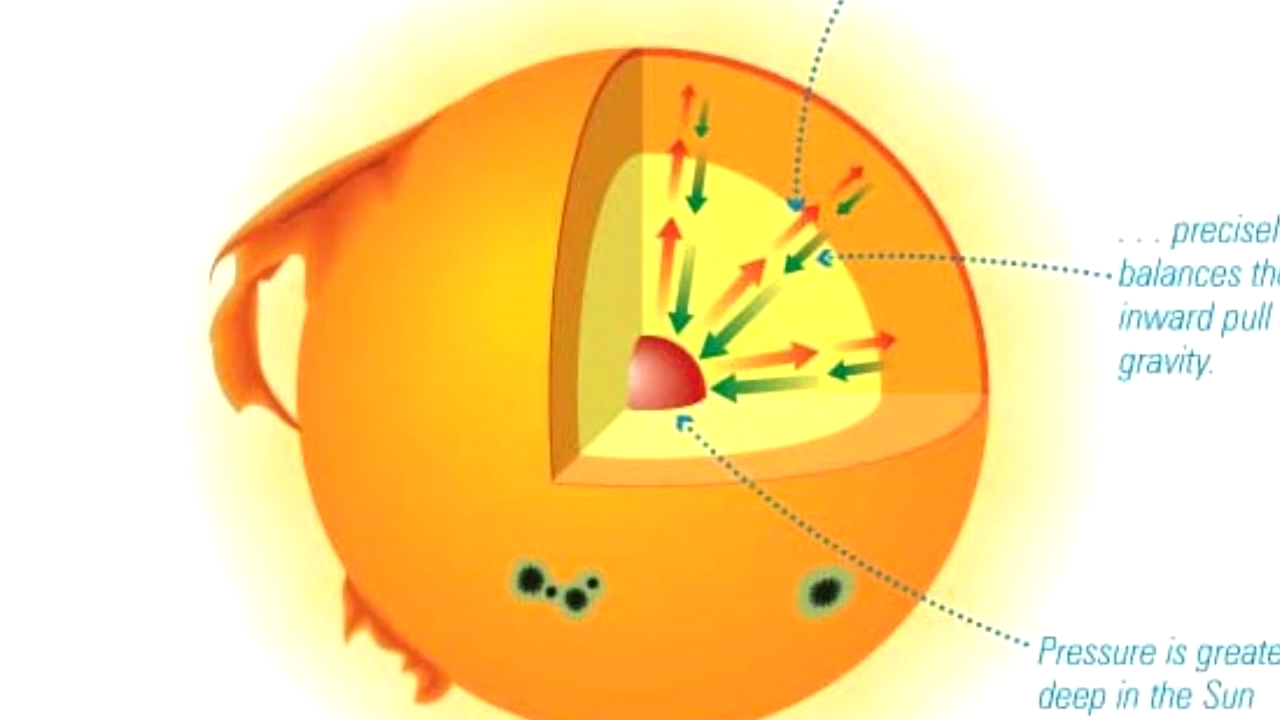 . . . precisel
balances the
inward pull
gravity.
Pressure is greate
deep in the Sun